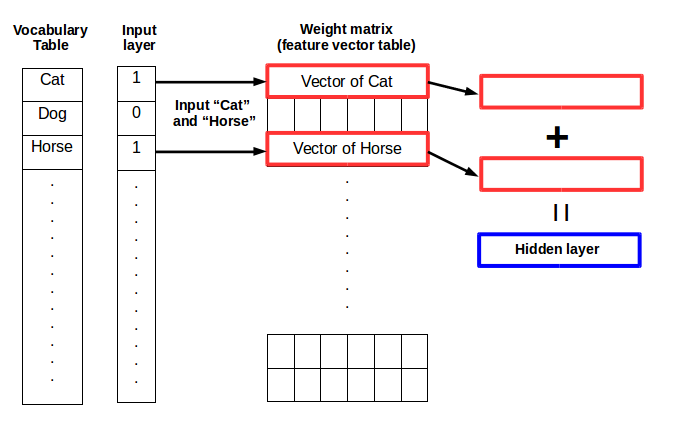 Vocabulary
Table
Input
layer
Weight matrix
(feature vector table)
Cat
1
Vector of Cat
Input “Cat”
and “Horse”
Dog
0
+
Horse
1
Vector of Horse
=
Hidden layer